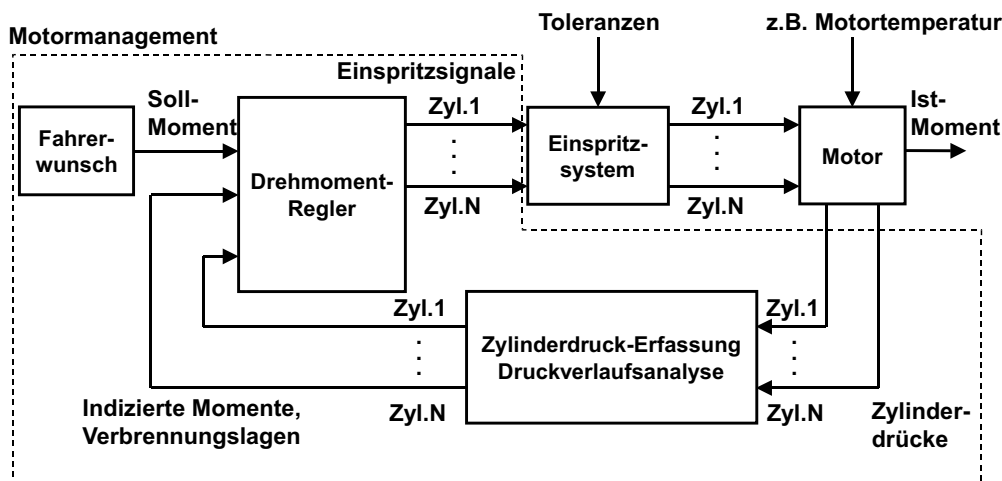 Toleranzen
z.B. Motortemperatur
Motormanagement
Einspritzsignale
Soll-
Moment
Zyl.1
Zyl.1
Ist-
Moment
Fahrer-
wunsch
Drehmoment-
Regler
Einspritz-
system
Motor
Zyl.N
Zyl.N
Zyl.1
Zyl.1
Zylinderdruck-Erfassung
Druckverlaufsanalyse
Indizierte Momente,
Verbrennungslagen
Zyl.N
Zyl.N
Zylinder-
drücke